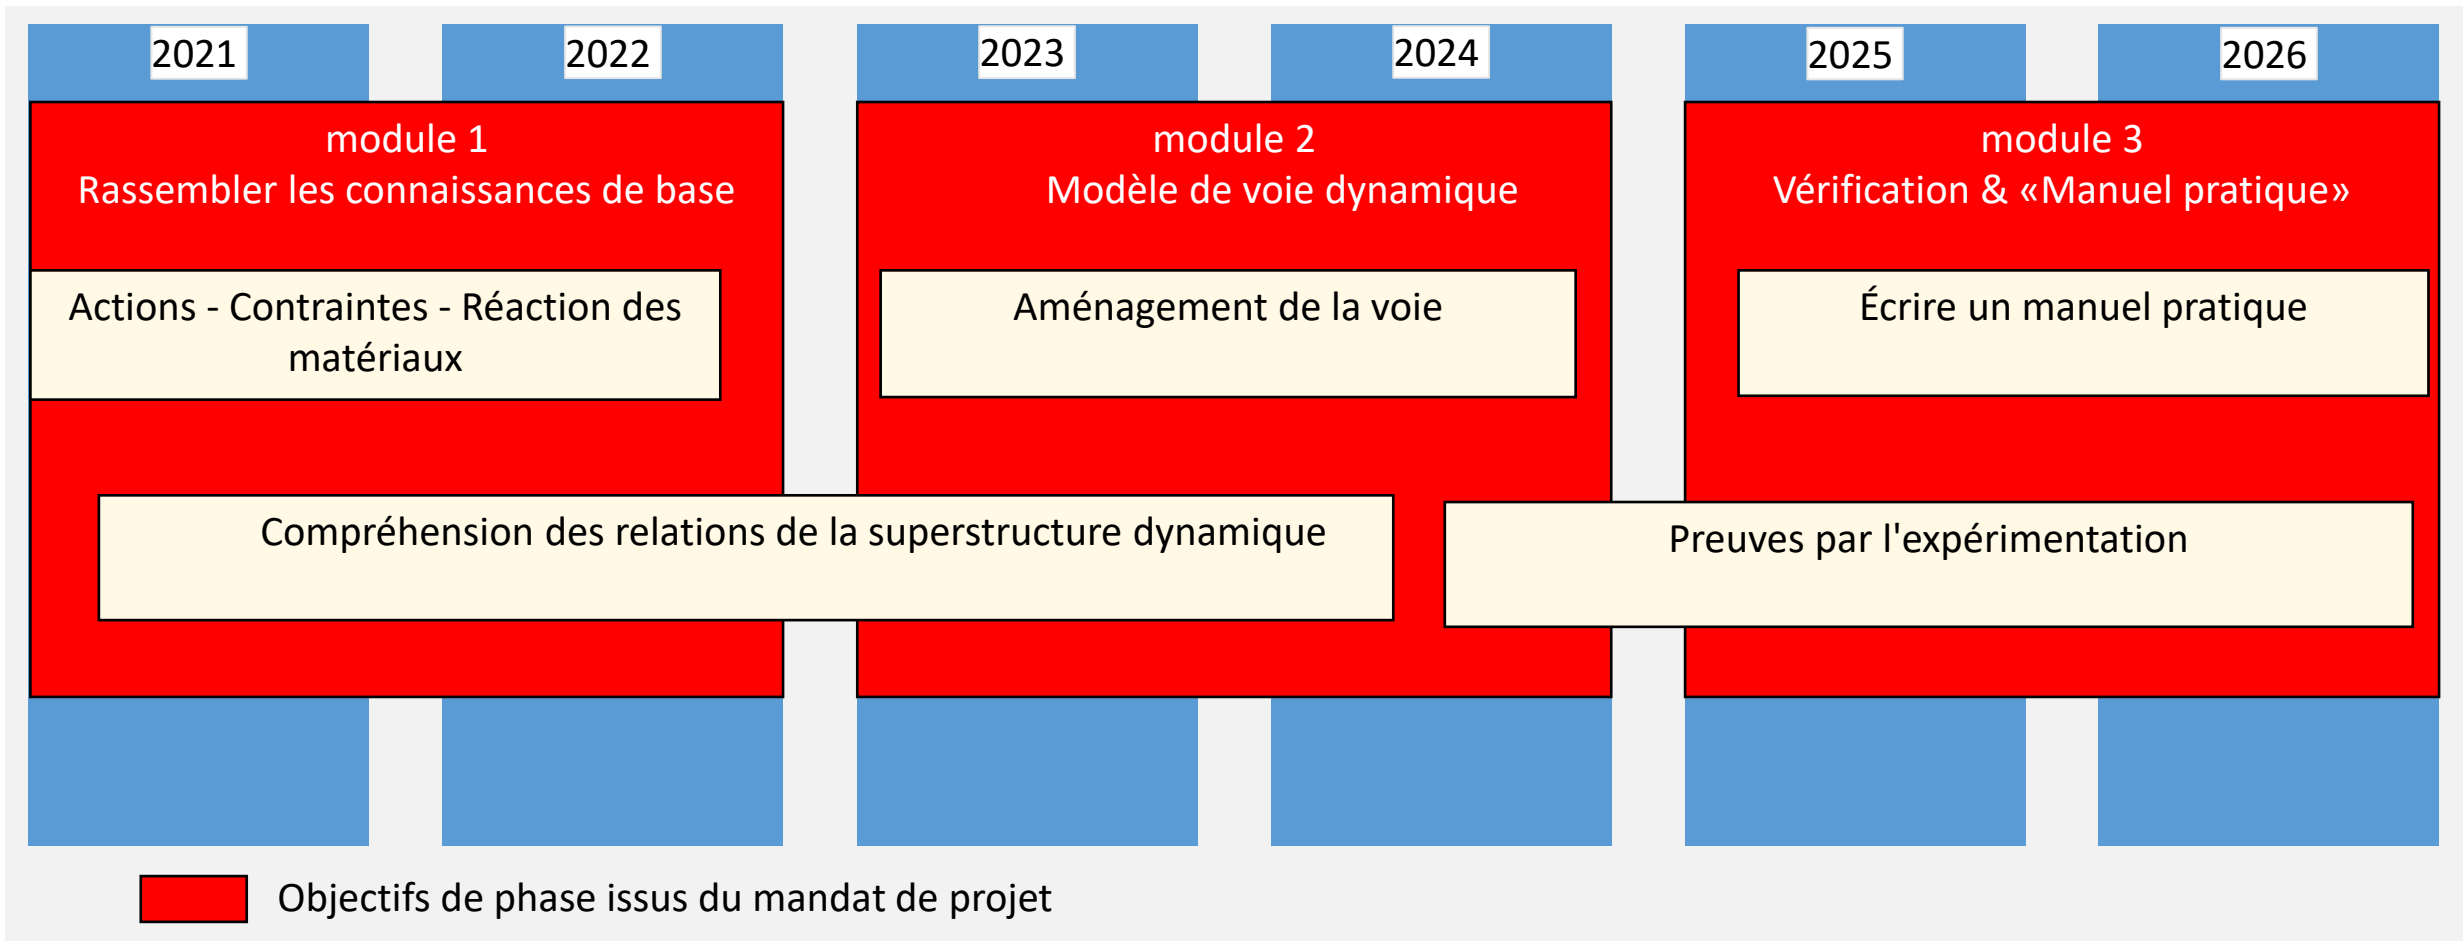 2021
2022
2023
2024
2025
2026
module 1
Rassembler les connaissances de base
module 2
Modèle de voie dynamique
module 3
Vérification & «Manuel pratique»
Actions - Contraintes - Réaction des
matériaux
Aménagement de la voie
Écrire un manuel pratique
Compréhension des relations de la superstructure dynamique
Preuves par l'expérimentation
Objectifs de phase issus du mandat de projet